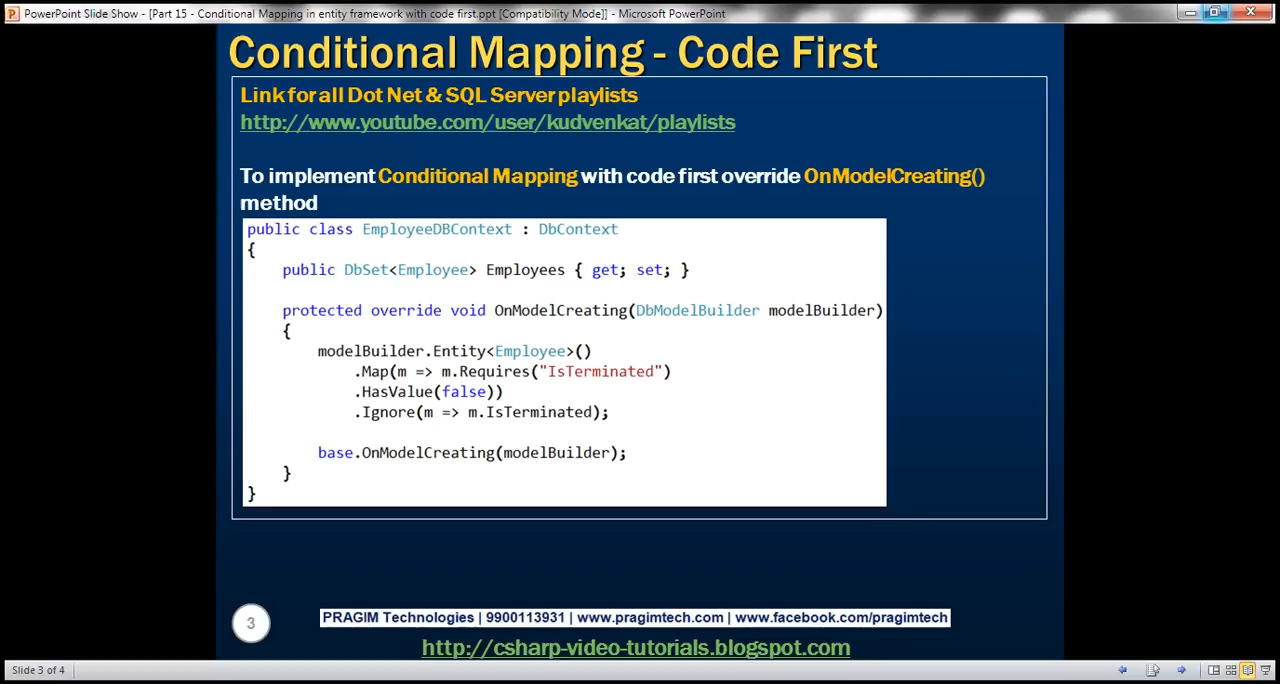 PowerPoint Slide Show - [Part 15 - Conditional Mapping in entity framework with code first.ppt [Compatibility Mode]] - Microsoft PowerPoint
Conditional Mapping - Code First
Link for all Dot Net & SQL Server playlists
http://www.youtube.com/user/kudvenkat/playlists
To implement Conditional Mapping with code first override OnModelCreating()
method
public class EmployeeDBContext : DbContext
{
    public DbSet<Employee> Employees { get; set; }
    protected override void OnModelCreating(DbModelBuilder modelBuilder)
    {
        modelBuilder.Entity<Employee>()
            .Map(m => m.Requires("IsTerminated")
            .HasValue(false))
            .Ignore(m => m.IsTerminated);
        base.OnModelCreating(modelBuilder);
    }
}
3
PRAGIM Technologies | 9900113931 | www.pragimtech.com | www.facebook.com/pragimtech
http://csharp-video-tutorials.blogspot.com
Slide 3 of 4